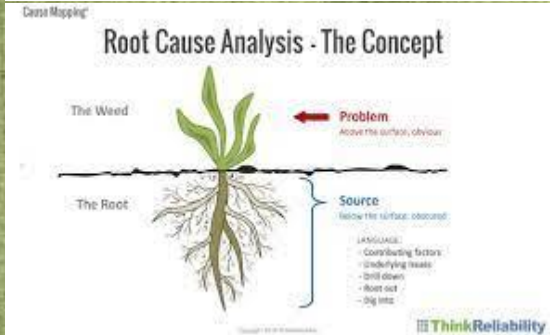 Cause Mapping®
Root Cause Analysis - The Concept
The Weed
Problem
Above the surface, obvious
The Root
Source
Below the surface, obscured
LANGUAGE:
- Contributing factors
- Underlying issues
- Drill down
- Root out
- Dig into
ThinkReliability